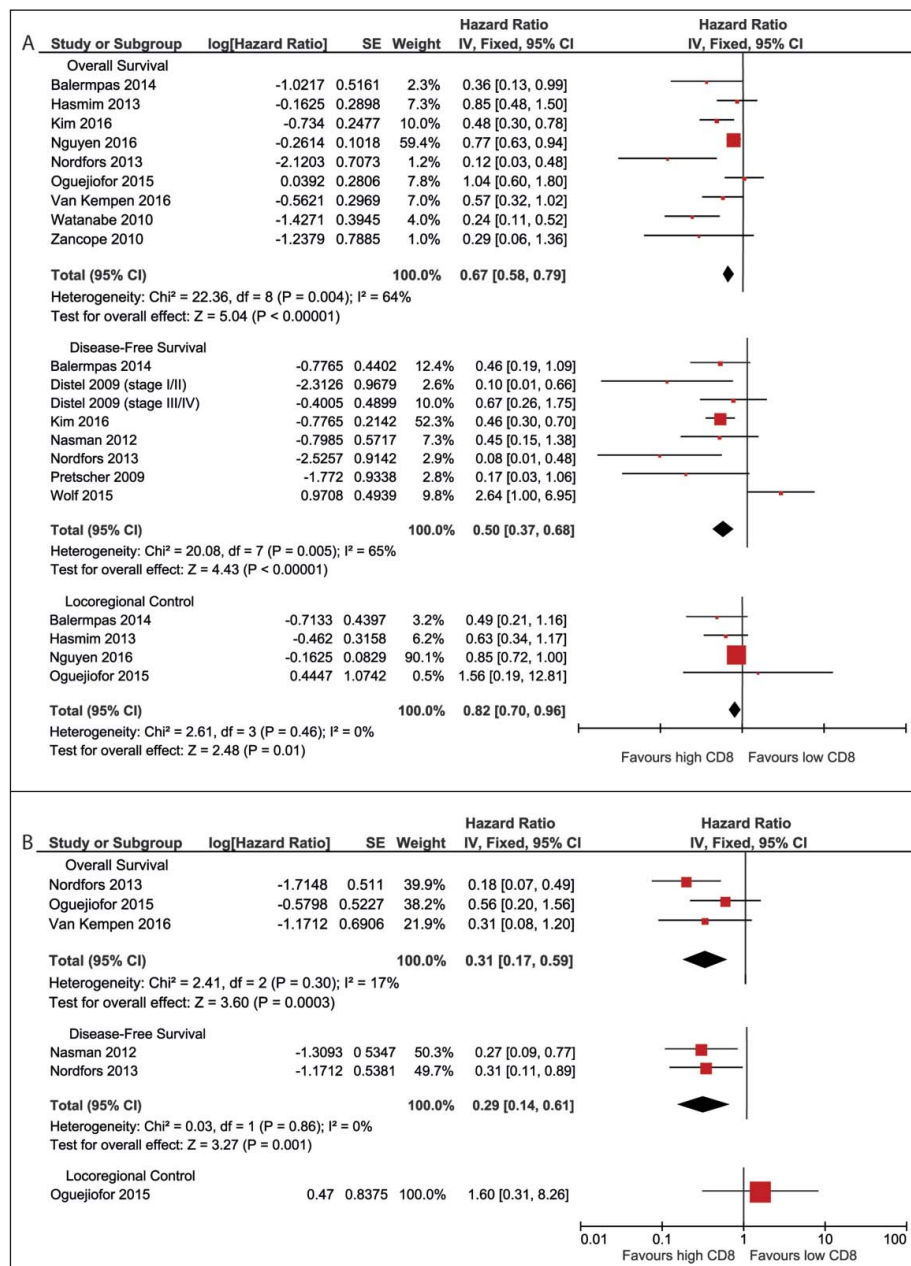 A
Hazard Ratio Hazard Ratio
Study or Subgroup log[Hazard Ratio] SE Weight IV, Fixed, 95% CI IV, Fixed, 95% CI
Overall Survival
Balermpas 2014 -1.0217 0.5161 2.3% 0.36 [0.13, 0.99]
Hasmim 2013 -0.1625 0.2898 7.3% 0.85 [0.48, 1.50]
Kim 2016 -0.734 0.2477 10.0% 0.48 [0.30, 0.78]
Nguyen 2016 -0.2614 0.1018 59.4% 0.77 [0.63, 0.94]
Nordfors 2013 -2.1203 0.7073 1.2% 0.12 [0.03, 0.48]
Oguejiofor 2015 0.0392 0.2806 7.8% 1.04 [0.60, 1.80]
Van Kempen 2016 -0.5621 0.2969 7.0% 0.57 [0.32, 1.02]
Watanabe 2010 -1.4271 0.3945 4.0% 0.24 [0.11, 0.52]
Zancope 2010 -1.2379 0.7885 1.0% 0.29 [0.06, 1.36]
Total (95% CI) 100.0% 0.67 [0.58, 0.79]
Heterogeneity: Chi² = 22.36, df = 8 (P = 0.004); I² = 64%
Test for overall effect: Z = 5.04 (P < 0.00001)
Disease-Free Survival
Balermpas 2014 -0.7765 0.4402 12.4% 0.46 [0.19, 1.09]
Distel 2009 (stage I/II) -2.3126 0.9679 2.6% 0.10 [0.01, 0.66]
Distel 2009 (stage III/IV) -0.4005 0.4899 10.0% 0.67 [0.26, 1.75]
Kim 2016 -0.7765 0.2142 52.3% 0.46 [0.30, 0.70]
Nasman 2012 -0.7985 0.5717 7.3% 0.45 [0.15, 1.38]
Nordfors 2013 -2.5257 0.9142 2.9% 0.08 [0.01, 0.48]
Pretscher 2009 -1.772 0.9338 2.8% 0.17 [0.03, 1.06]
Wolf 2015 0.9708 0.4939 9.8% 2.64 [1.00, 6.95]
Total (95% CI) 100.0% 0.50 [0.37, 0.68]
Heterogeneity: Chi² = 20.08, df = 7 (P = 0.005); I² = 65%
Test for overall effect: Z = 4.43 (P < 0.00001)
Locoregional Control
Balermpas 2014 -0.7133 0.4397 3.2% 0.49 [0.21, 1.16]
Hasmim 2013 -0.462 0.3158 6.2% 0.63 [0.34, 1.17]
Nguyen 2016 -0.1625 0.0829 90.1% 0.85 [0.72, 1.00]
Oguejiofor 2015 0.4447 1.0742 0.5% 1.56 [0.19, 12.81]
Total (95% CI) 100.0% 0.82 [0.70, 0.96]
Heterogeneity: Chi² = 2.61, df = 3 (P = 0.46); I² = 0%
Test for overall effect: Z = 2.48 (P = 0.01)
0.01 0.1 1 10 100
Favours high CD8 Favours low CD8
B
Hazard Ratio Hazard Ratio
Study or Subgroup log[Hazard Ratio] SE Weight IV, Fixed, 95% CI IV, Fixed, 95% CI
Overall Survival
Nordfors 2013 -1.7148 0.511 39.9% 0.18 [0.07, 0.49]
Oguejiofor 2015 -0.5798 0.5227 38.2% 0.56 [0.20, 1.56]
Van Kempen 2016 -1.1712 0.6906 21.9% 0.31 [0.08, 1.20]
Total (95% CI) 100.0% 0.31 [0.17, 0.59]
Heterogeneity: Chi² = 2.41, df = 2 (P = 0.30); I² = 17%
Test for overall effect: Z = 3.60 (P = 0.0003)
Disease-Free Survival
Nasman 2012 -1.3093 0.5347 50.3% 0.27 [0.09, 0.77]
Nordfors 2013 -1.1712 0.5381 49.7% 0.31 [0.11, 0.89]
Total (95% CI) 100.0% 0.29 [0.14, 0.61]
Heterogeneity: Chi² = 0.03, df = 1 (P = 0.86); I² = 0%
Test for overall effect: Z = 3.27 (P = 0.001)
Locoregional Control
Oguejiofor 2015 0.47 0.8375 100.0% 1.60 [0.31, 8.26]
0.01 0.1 1 10 100
Favours high CD8 Favours low CD8